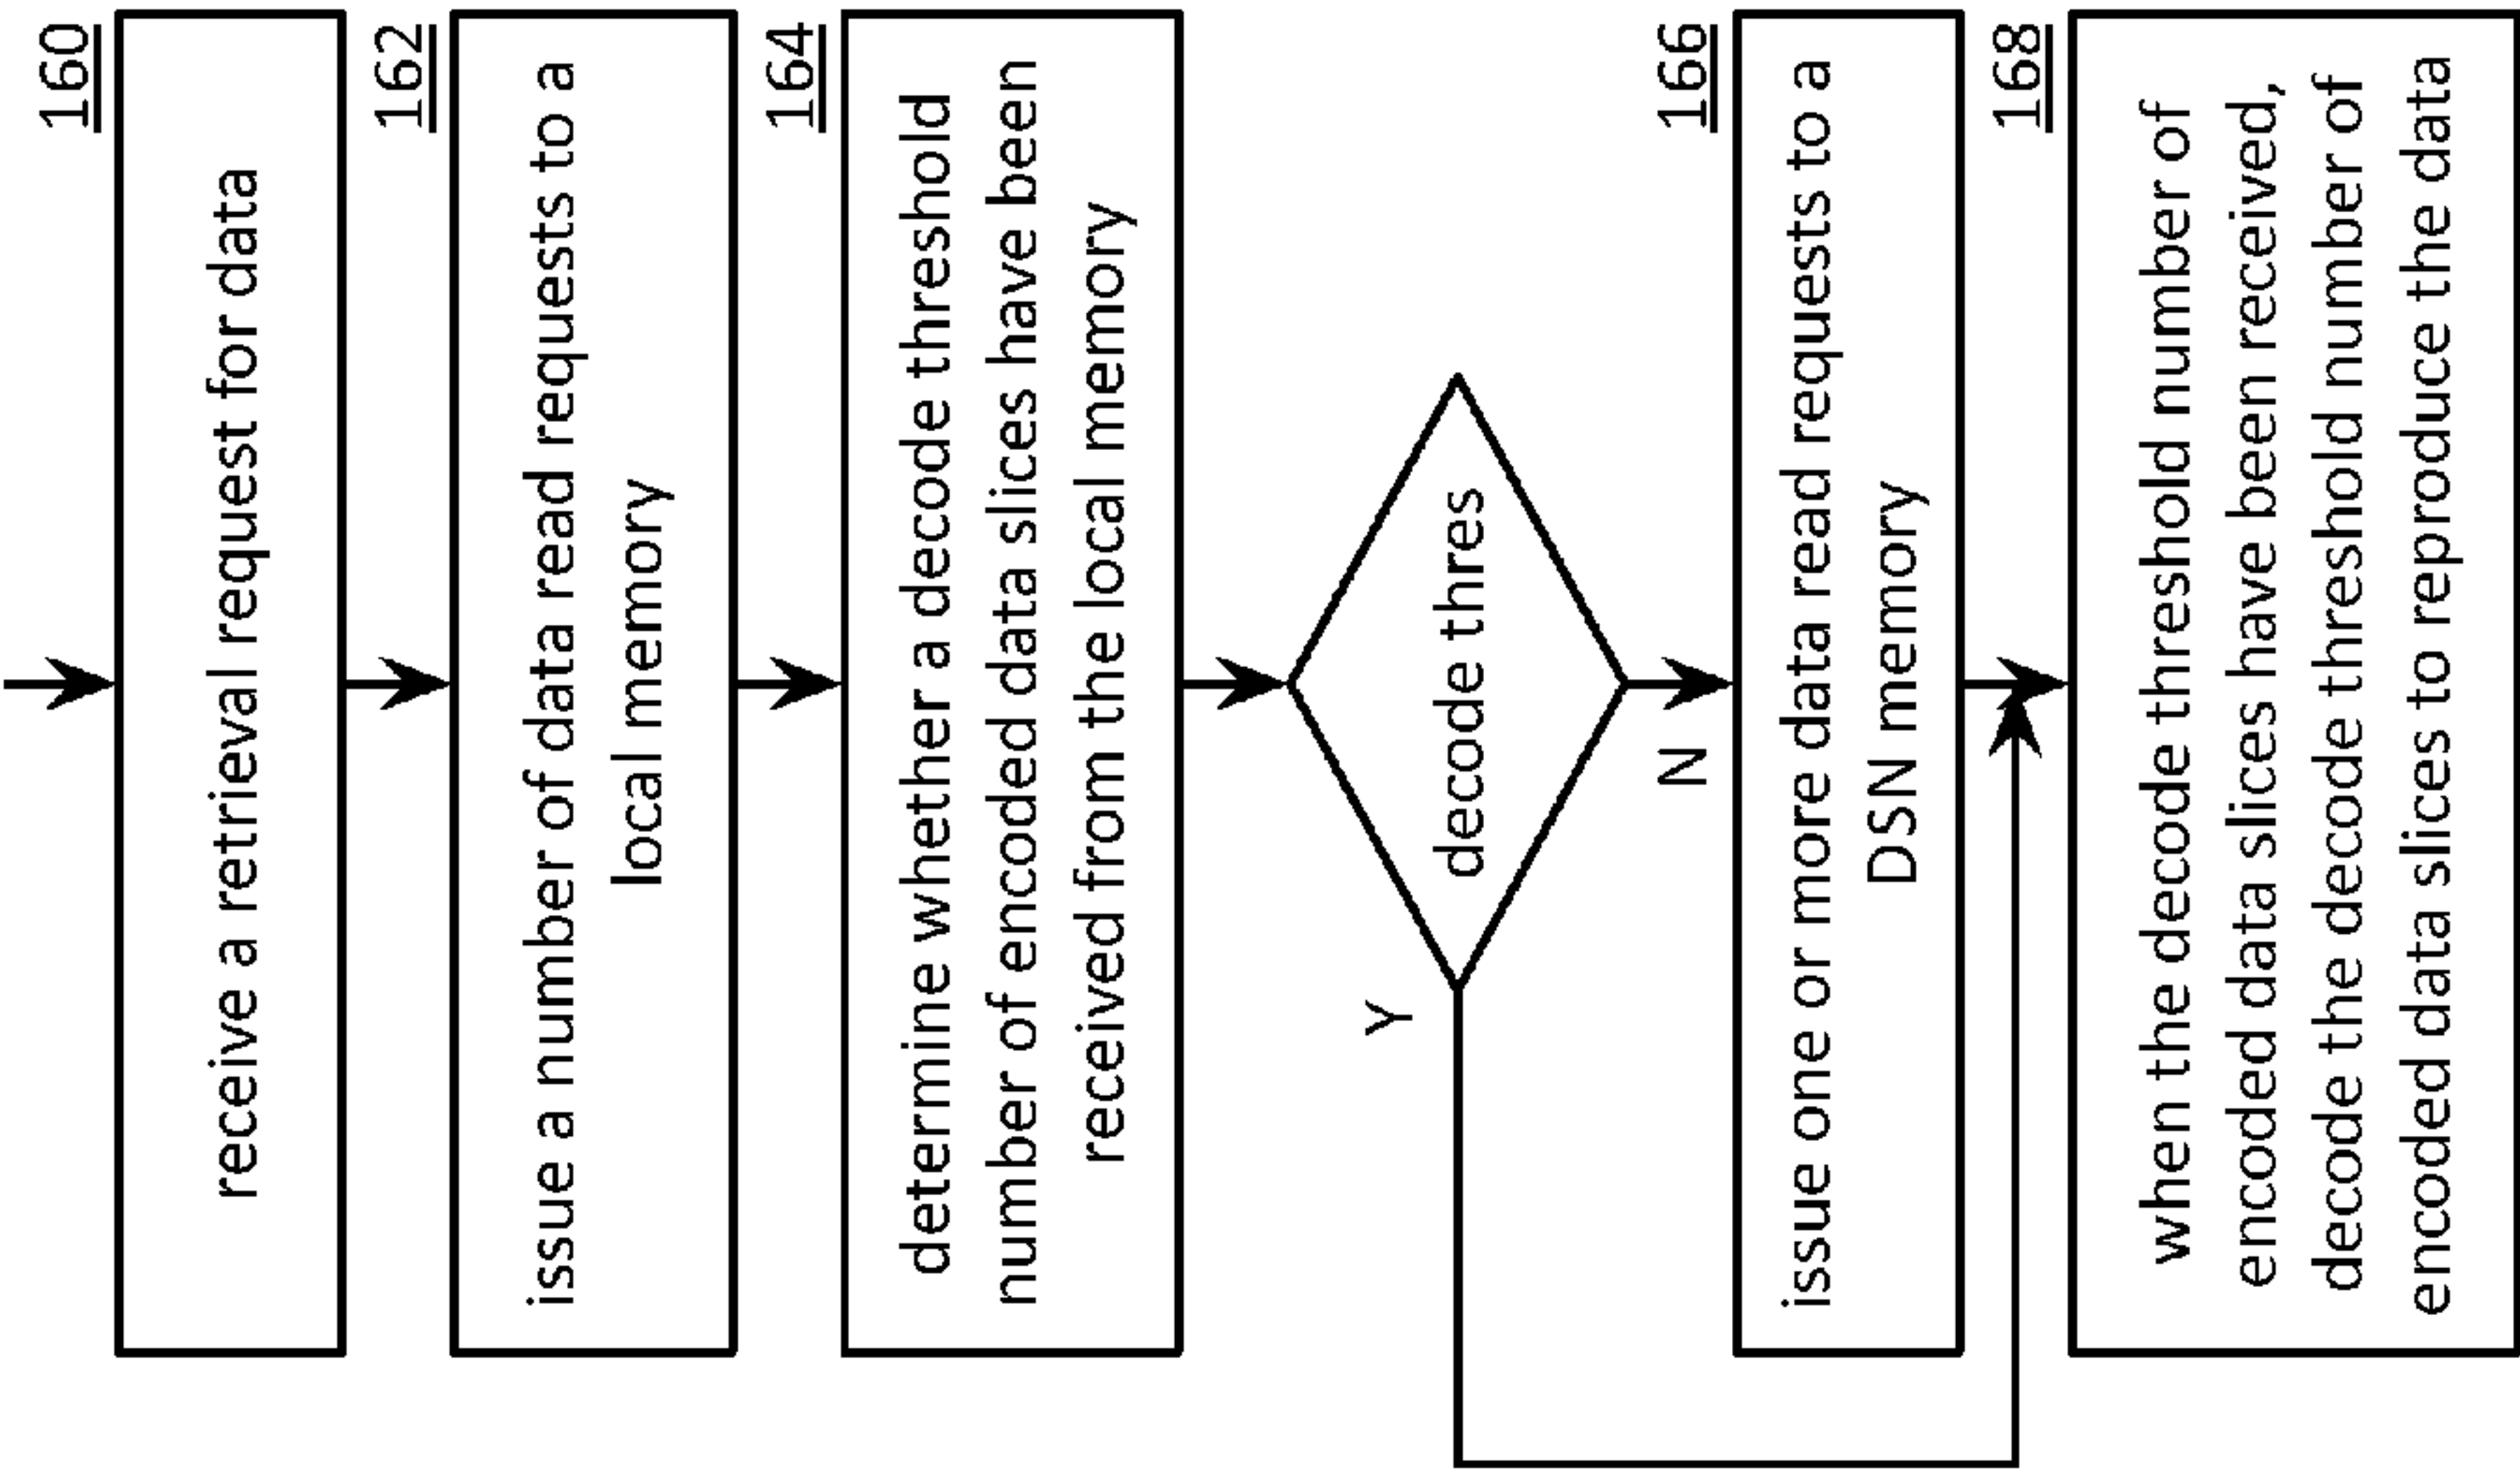 160
receive a retrieval request for data
162
issue a number of data read requests to a
local memory
164
determine whether a decode threshold
number of encoded data slices have been
received from the local memory
decode thres
Y
N
166
issue one or more data read requests to a
DSN memory
168
when the decode threshold number of
encoded data slices have been received,
decode the decode threshold number of
encoded data slices to reproduce the data